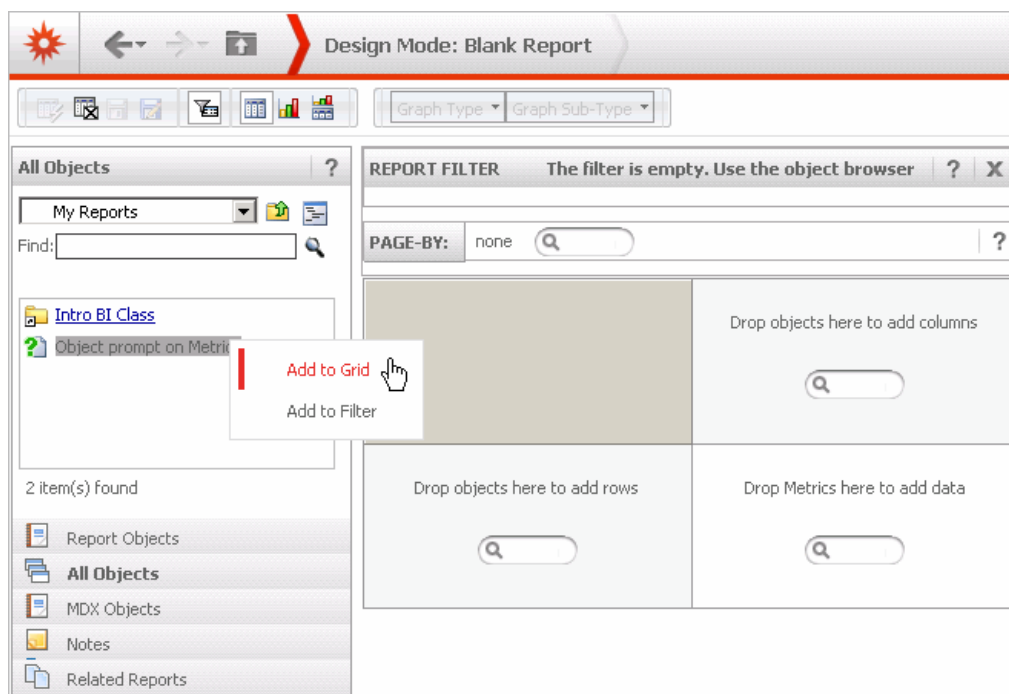 Design Mode: Blank Report
Graph Type Graph Sub-Type
All Objects ?
My Reports
Find:
Intro BI Class
Object prompt on Metric
Add to Grid
Add to Filter
2 item(s) found
Report Objects
All Objects
MDX Objects
Notes
Related Reports
REPORT FILTER The filter is empty. Use the object browser ? X
PAGE-BY: none ?
Drop objects here to add columns
Drop objects here to add rows
Drop Metrics here to add data